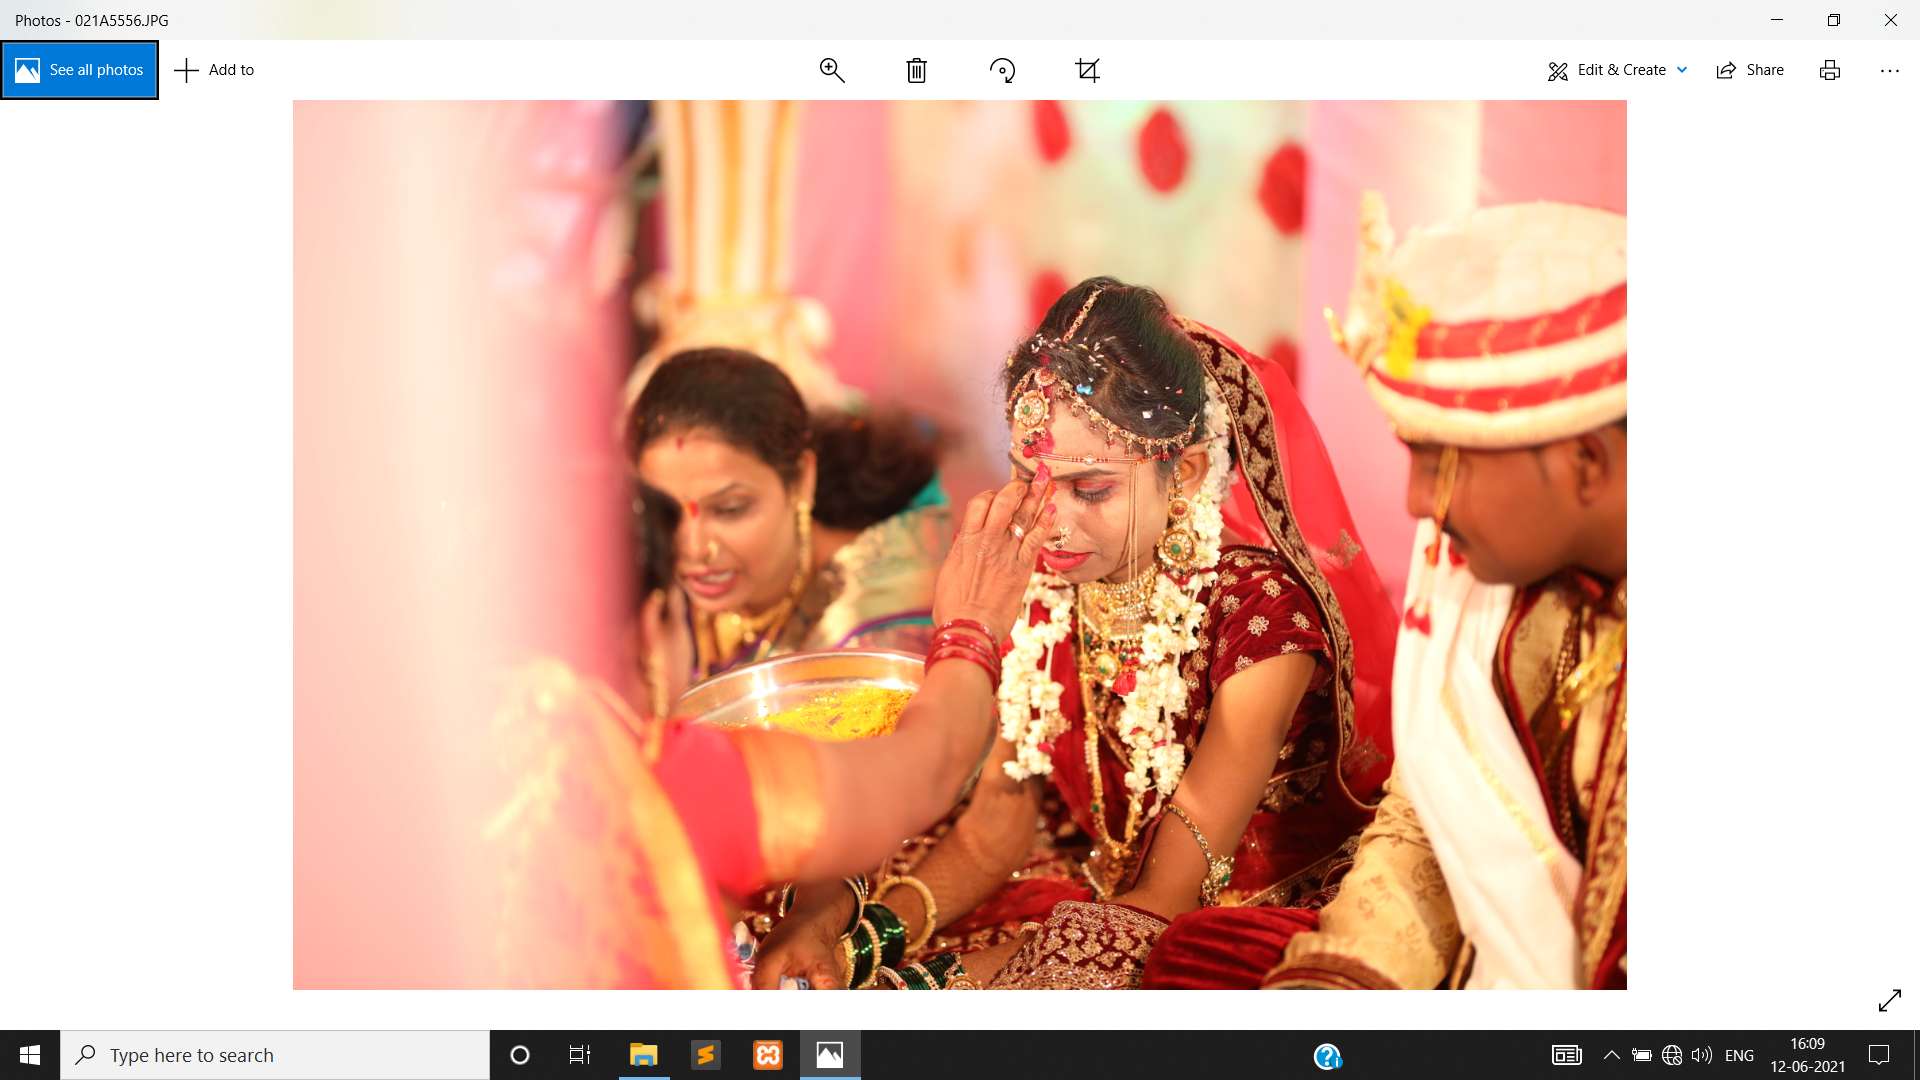 Photos - 021A5556.JPG
See all photos
Add to
Edit & Create
Share
Type here to search
ENG
16:09
12-06-2021